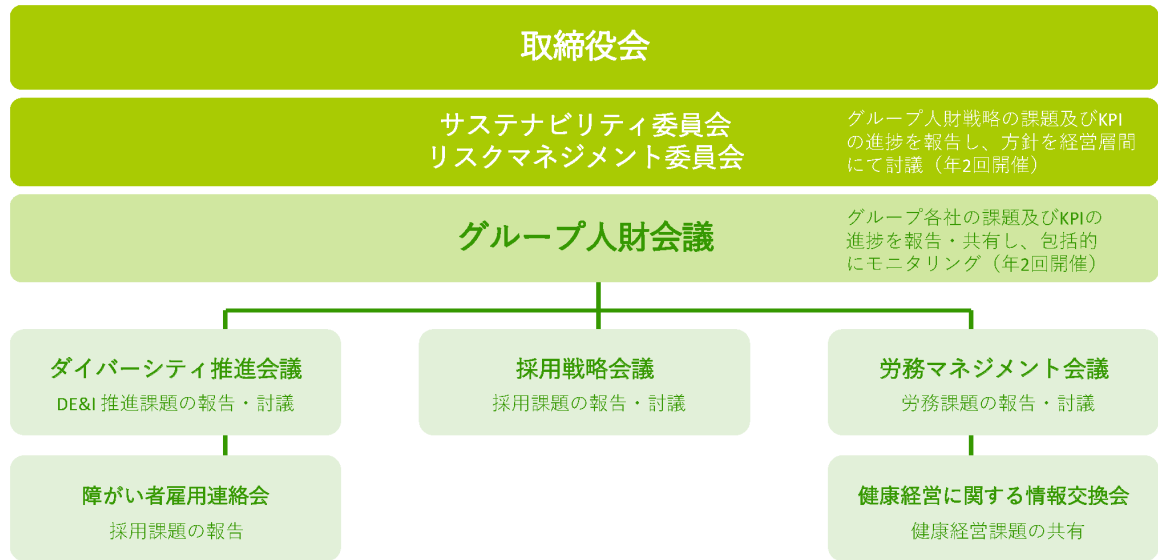 取締役会
サステナビリティ委員会
リスクマネジメント委員会
グループ人財戦略の課題及びKPI
の進捗を報告し、方針を経営層間
にて討議（年2回開催）
グループ人財会議
グループ各社の課題及びKPIの
進捗を報告・共有し、包括的
にモニタリング（年2回開催）
ダイバーシティ推進会議
DE&I 推進課題の報告・討議
採用戦略会議
採用課題の報告・討議
労務マネジメント会議
労務課題の報告・討議
障がい者雇用連絡会
採用課題の報告
健康経営に関する情報交換会
健康経営課題の共有